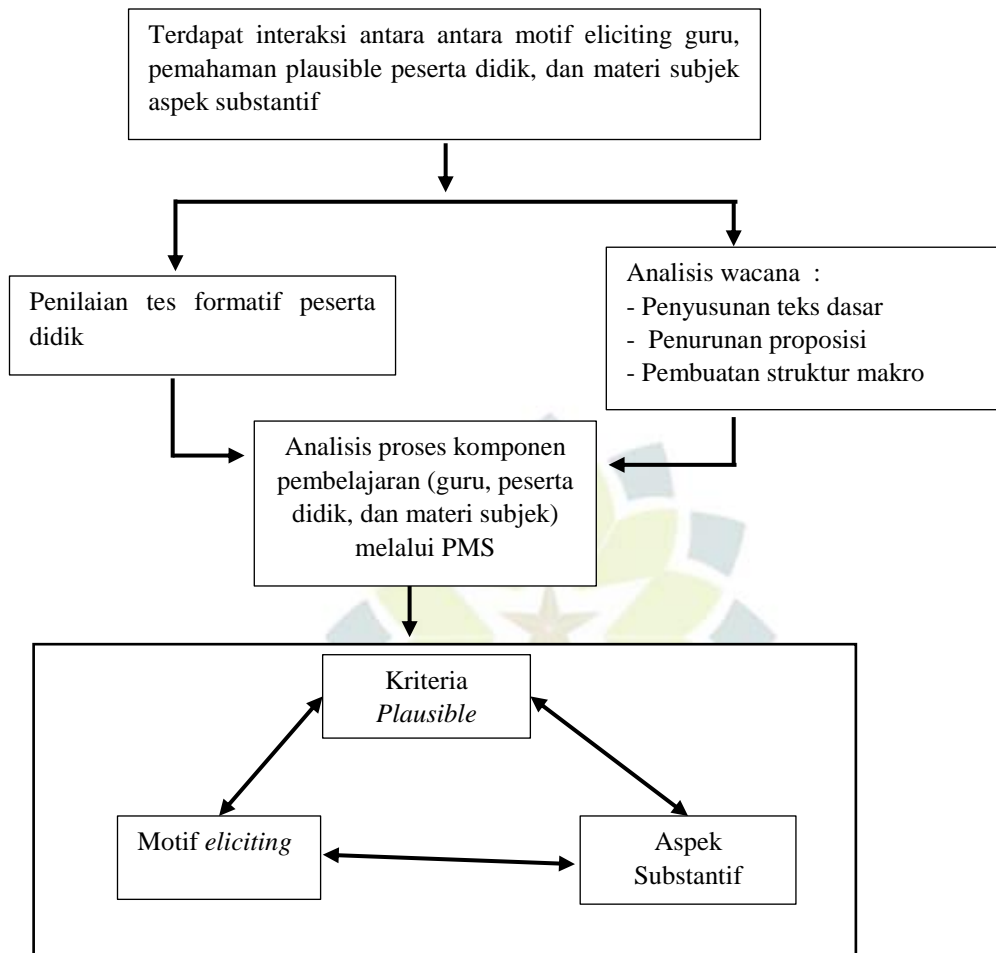 Terdapat interaksi antara antara motif eliciting guru,
pemahaman plausible peserta didik, dan materi subjek
aspek substantif
Penilaian tes formatif peserta
didik
Analisis wacana :
- Penyusunan teks dasar
- Penurunan proposisi
- Pembuatan struktur makro
Analisis proses komponen
pembelajaran (guru, peserta
didik, dan materi subjek)
melalui PMS
Kriteria
Plausible
Motif eliciting
Aspek
Substantif